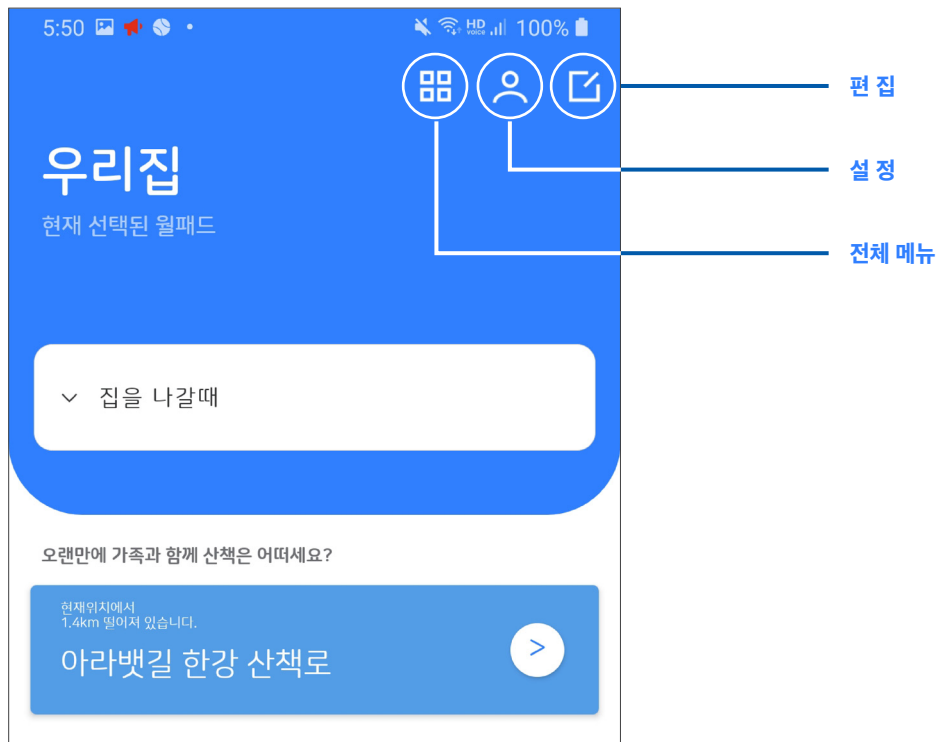 5:50 HD voice 100%
편 집
설 정
우리집
현재 선택된 월패드
전체 메뉴
집을 나갈때
오랜만에 가족과 함께 산책은 어떠세요?
현재위치에서
1.4km 떨어져 있습니다.
아라뱃길 한강 산책로
>